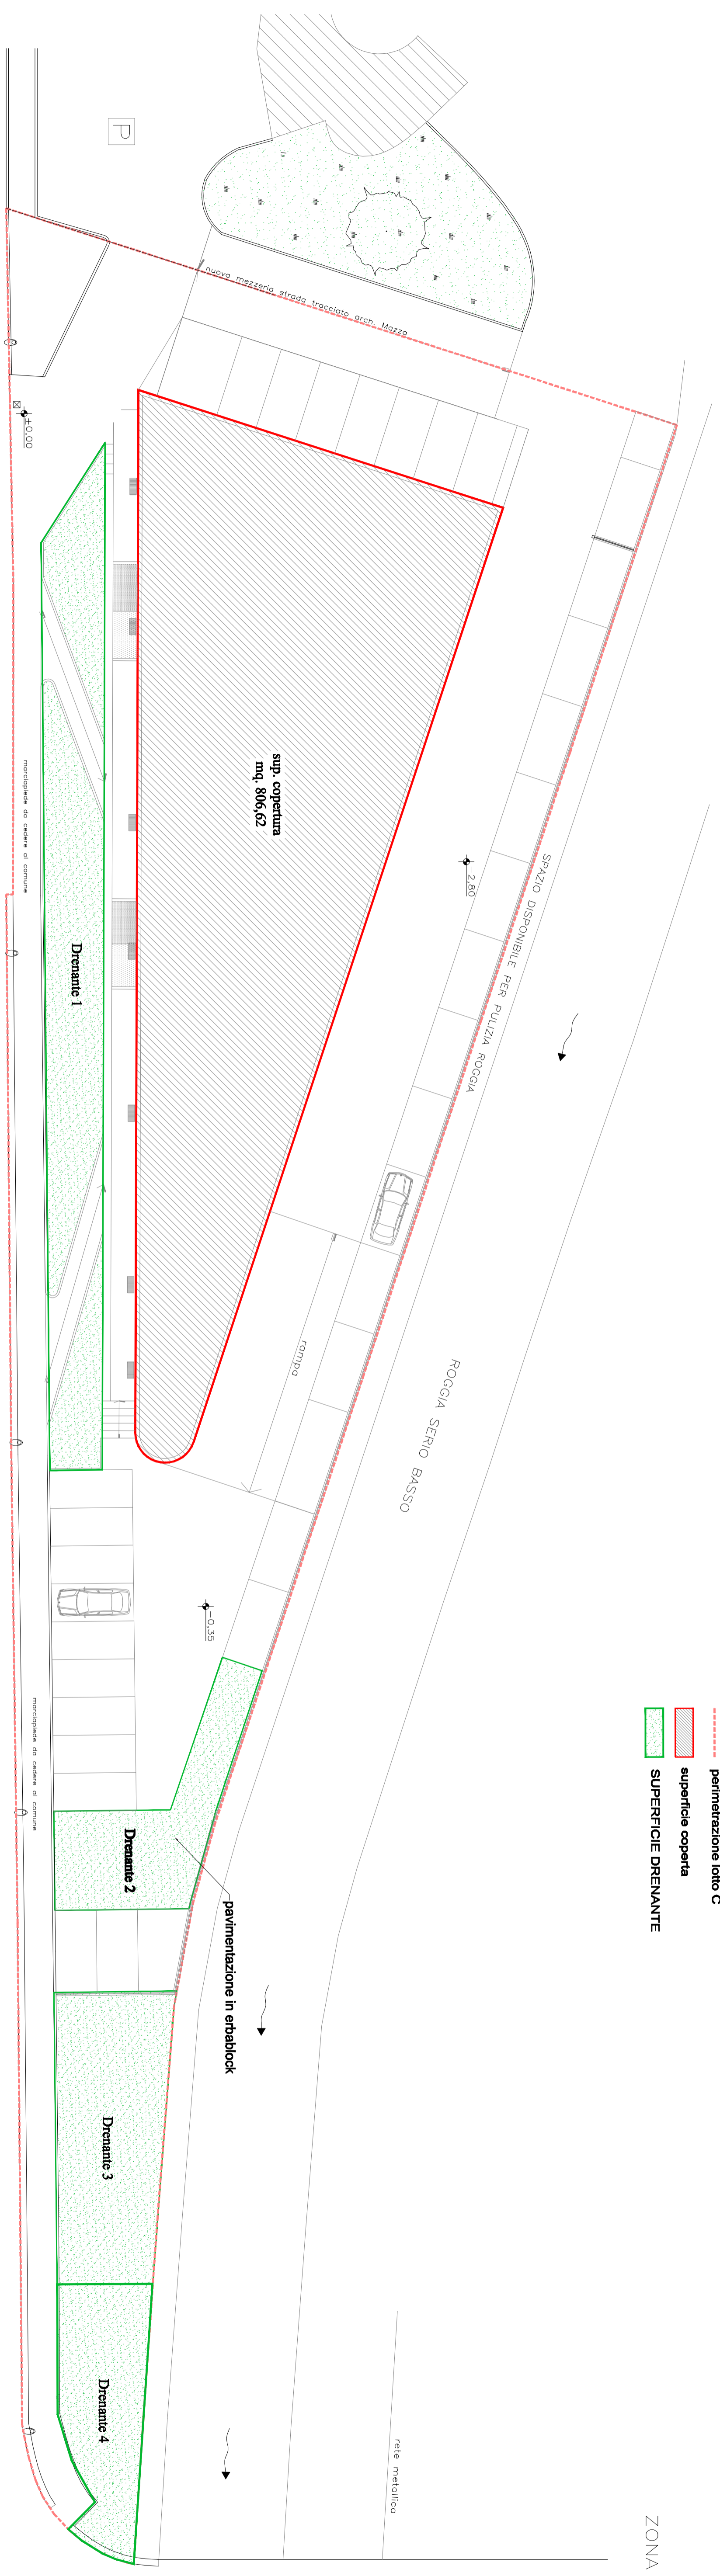 P
nuova mezzeria strada tracciato arch. Mazza
±0,00
marciapiede da cedere al comune
sup. copertura
mq. 806,62
-2,80
SPAZIO DISPONIBILE PER PULIZIA ROGGIA
Drenante 1
rampa
ROGGIA SERIO BASSO
-0,35
marciapiede da cedere al comune
perimetrazione lotto C
superficie coperta
SUPERFICIE DRENANTE
Drenante 2
pavimentazione in erbablock
Drenante 3
Drenante 4
rete metallica
ZONA